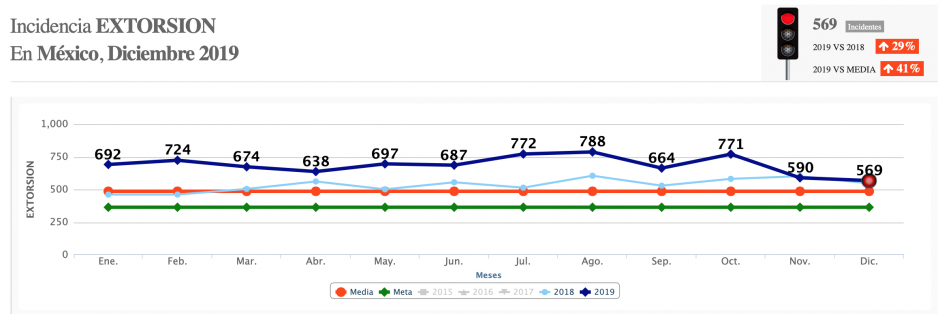 Incidencia EXTORSION
En México, Diciembre 2019
569 Incidentes
2019 VS 2018 29%
2019 VS MEDIA 41%
1,000
750
500
250
0
EXTORSION
692 724 674 638 697 687 772 788 664 771 590 569
Ene. Feb. Mar. Abr. May. Jun. Jul. Ago. Sep. Oct. Nov. Dic.
Meses
Media Meta 2015 2016 2017 2018 2019